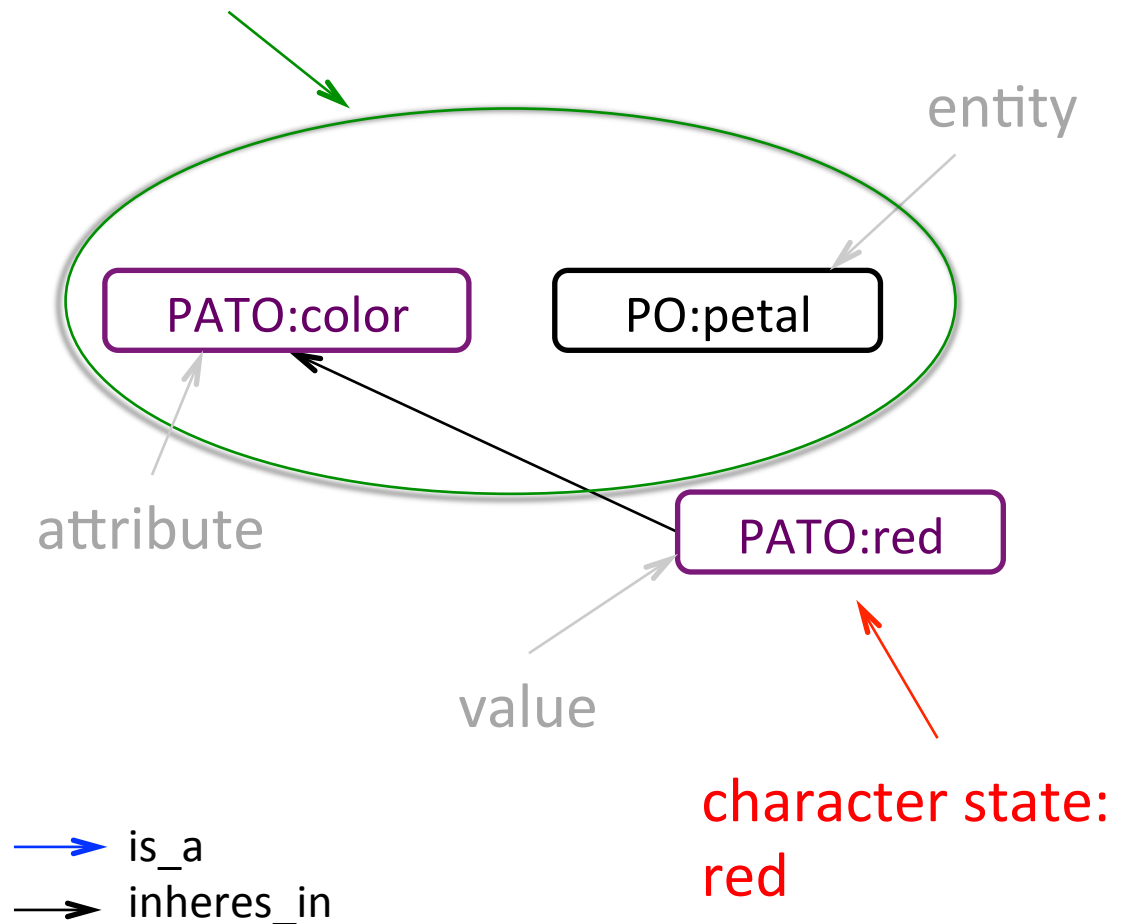 entity
PATO:color
PO:petal
attribute
PATO:red
value
character state:
red
is_a
inheres_in